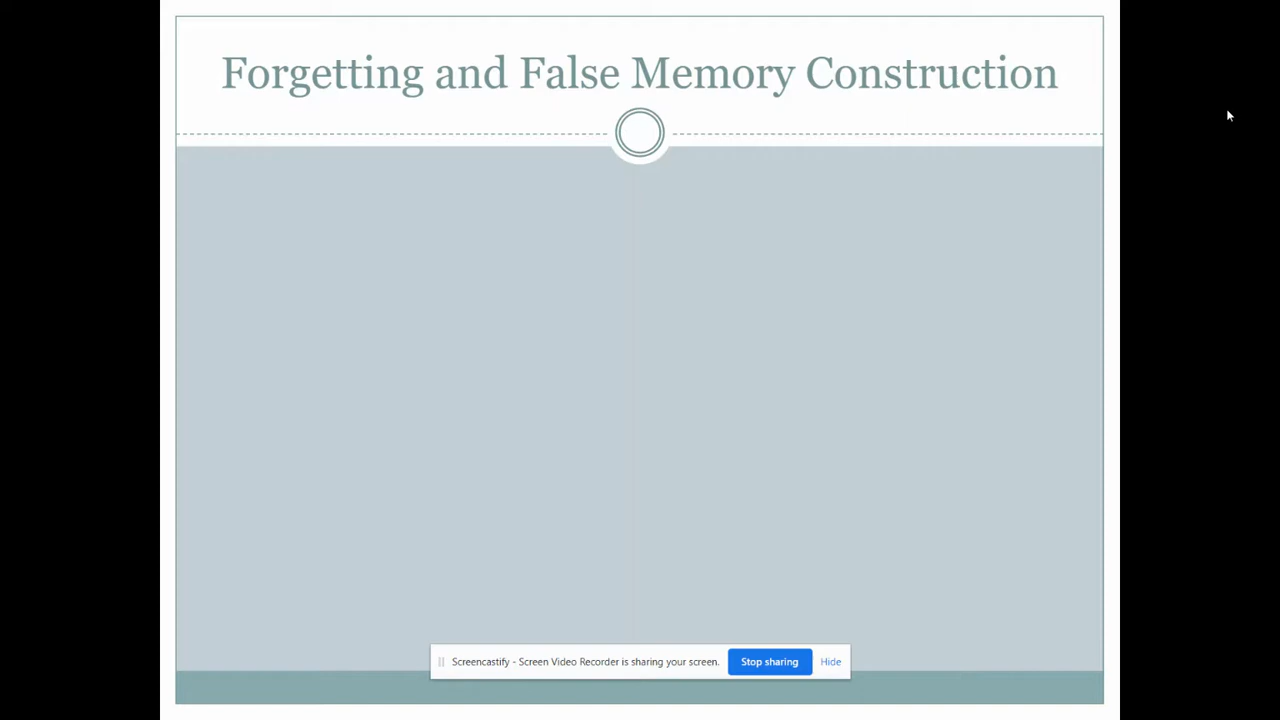 Forgetting and False Memory Construction
Screencastify - Screen Video Recorder is sharing your screen. Stop sharing Hide